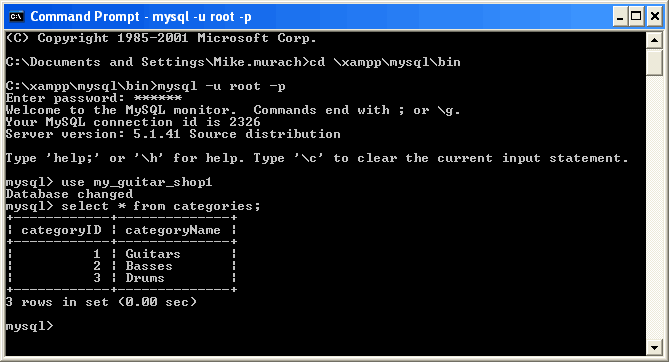 Command Prompt - mysql -u root -p
(C) Copyright 1985-2001 Microsoft Corp.
C:\Documents and Settings\Mike.murach>cd \xampp\mysql\bin
C:\xampp\mysql\bin>mysql -u root -p
Enter password: ******
Welcome to the MySQL monitor.  Commands end with ; or \g.
Your MySQL connection id is 2326
Server version: 5.1.41 Source distribution
Type 'help;' or '\h' for help. Type '\c' to clear the current input statement.
mysql> use my_guitar_shop1
Database changed
mysql> select * from categories;
+------------+--------------+
| categoryID | categoryName |
+------------+--------------+
|          1 | Guitars      |
|          2 | Basses       |
|          3 | Drums        |
+------------+--------------+
3 rows in set (0.00 sec)
mysql>